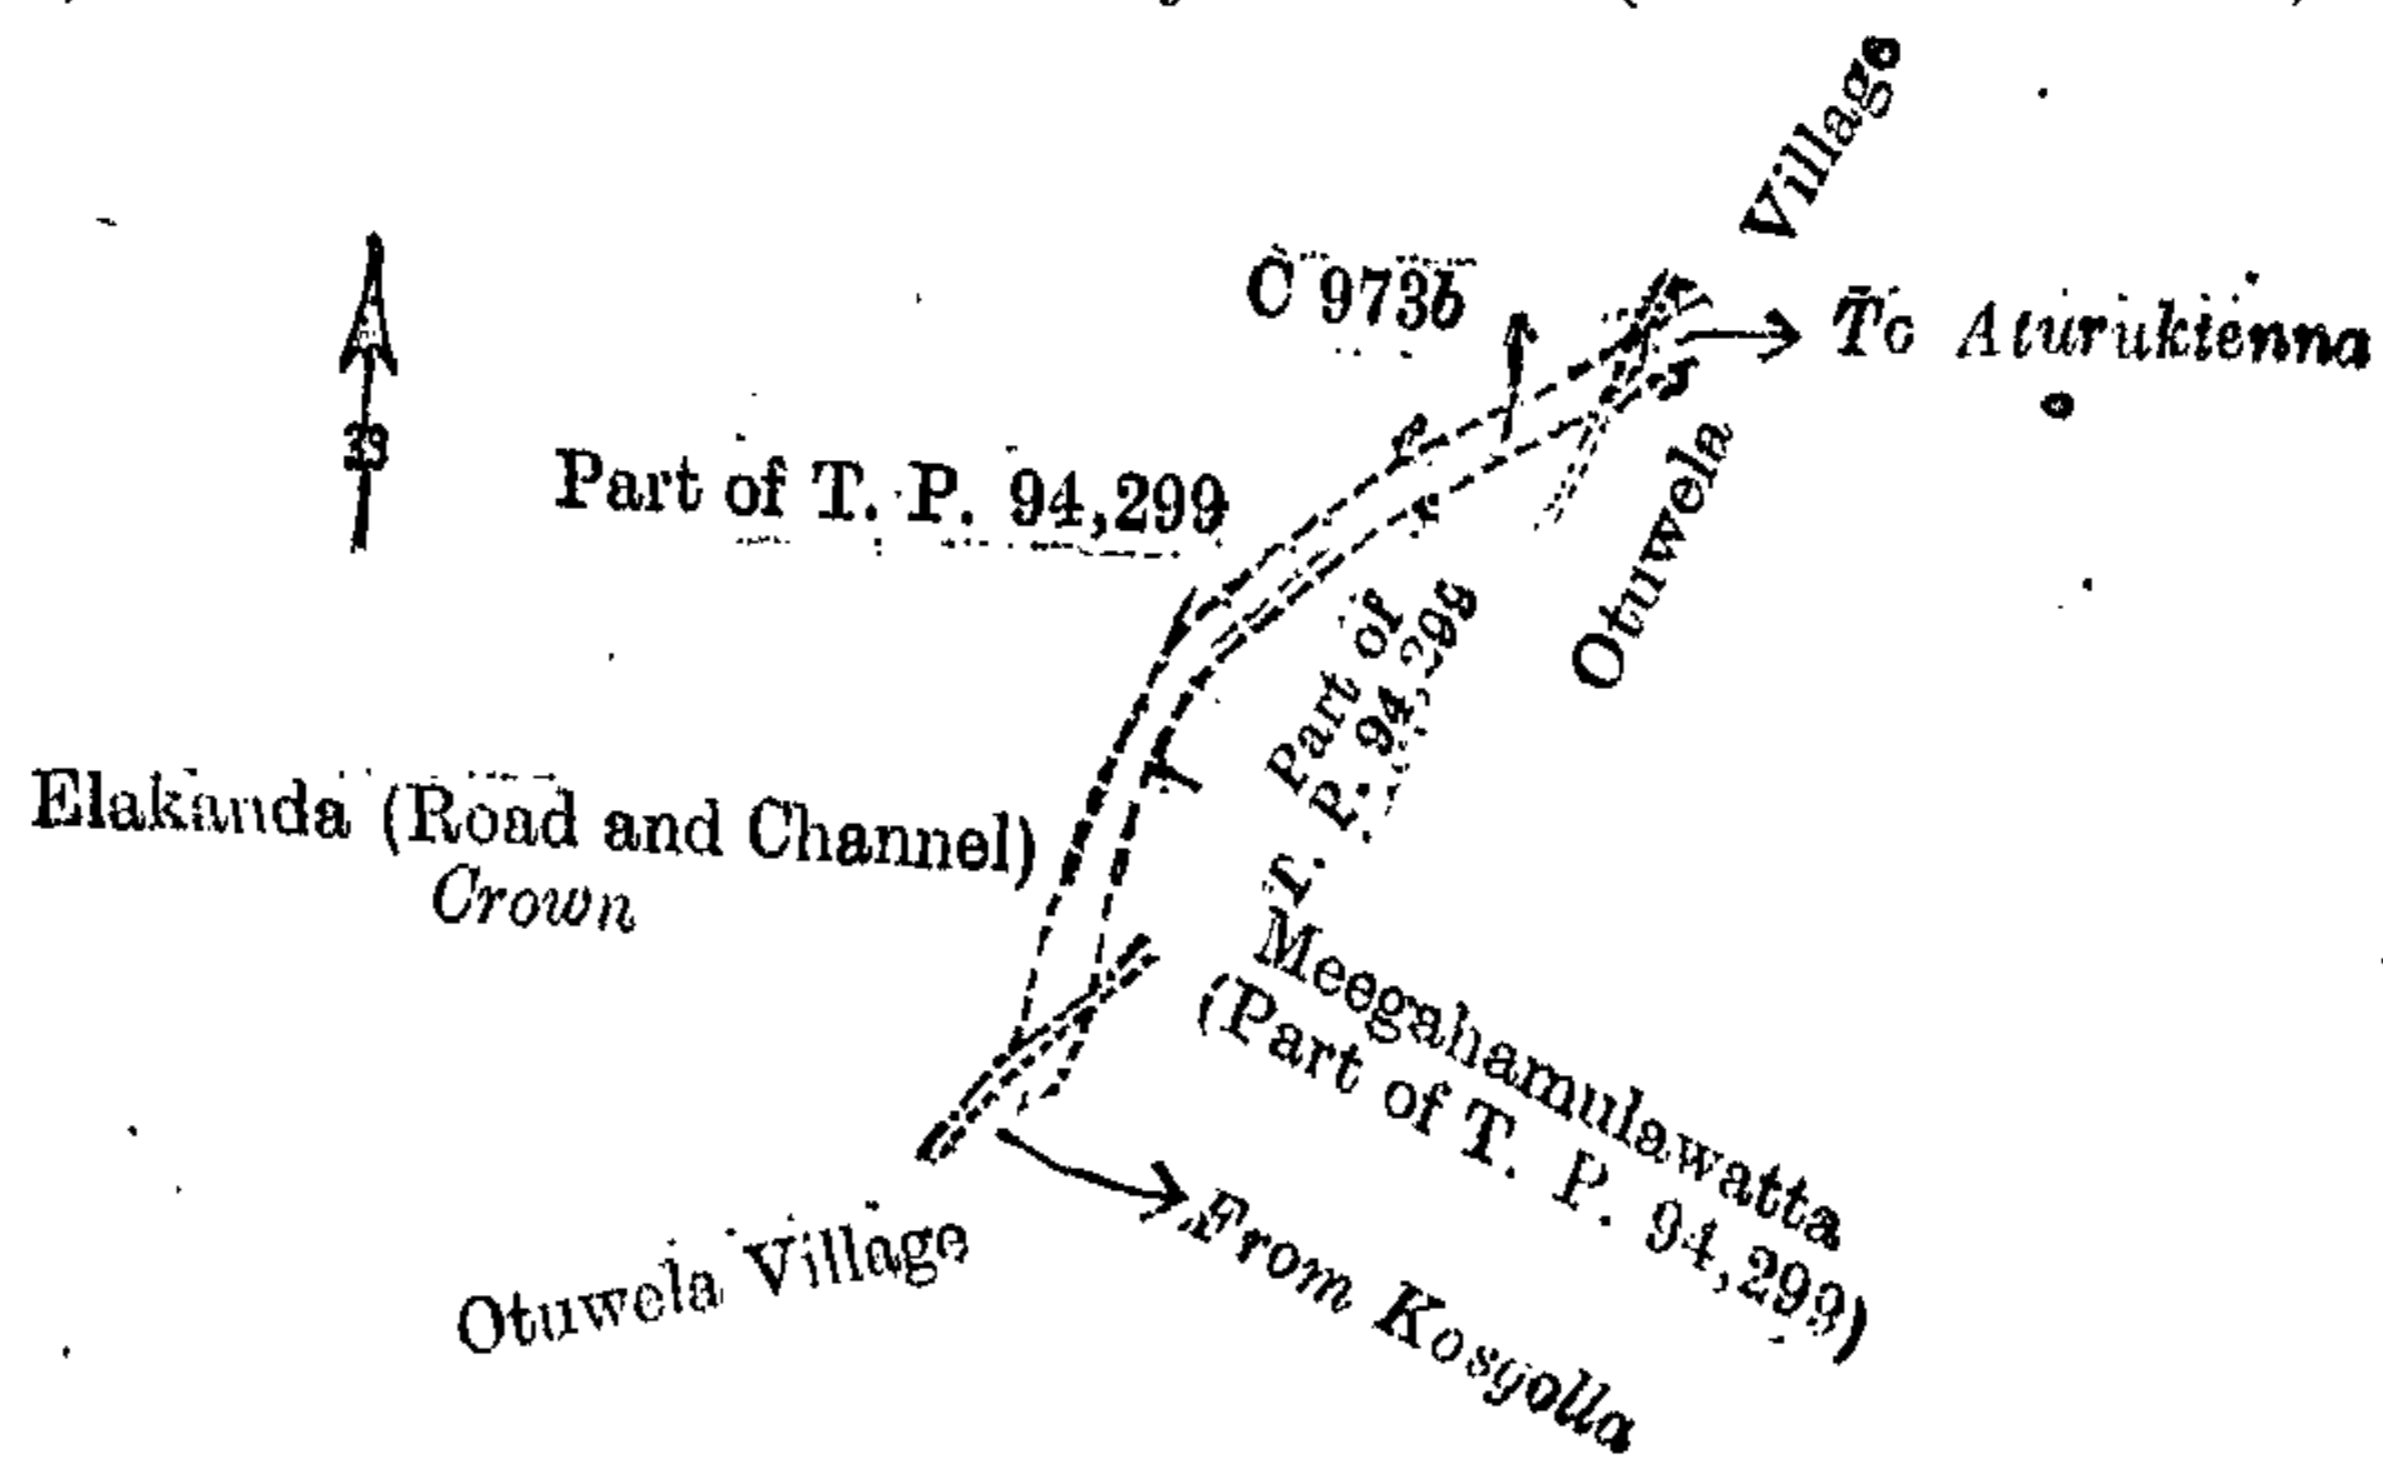 Village
C 973b
To Aturukienna
Part of T. P. 94,299
Otuwela
Part of
T. P. 94,299
Elakanda (Road and Channel)
Crown
Meegahamulawatta
(Part of T. P. 94,299)
Otuwela Village
From Kosgolla